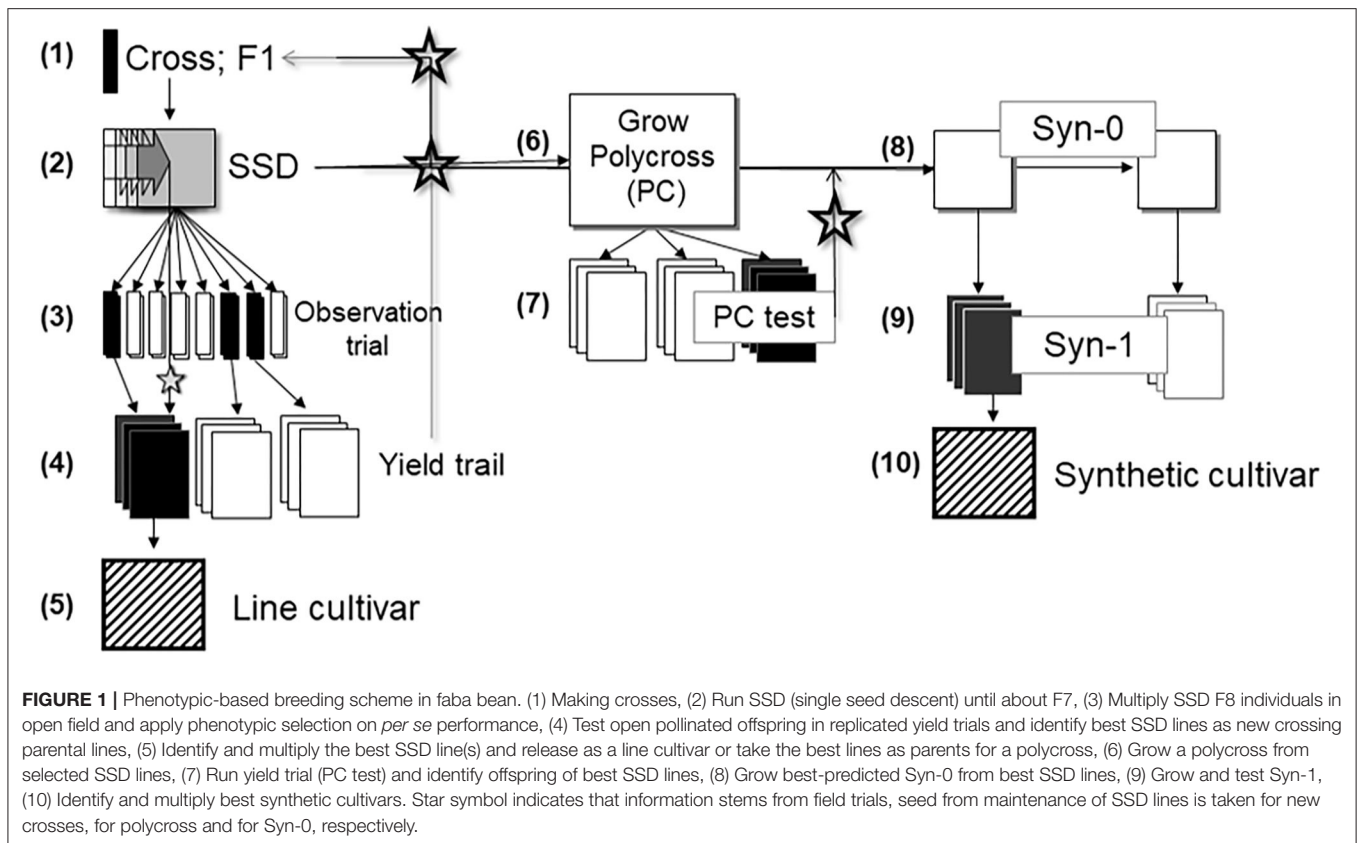 (1) Cross; F1
(2) SSD
(3) Observation
trial
(4) Yield trail
(5) Line cultivar
(6) Grow
Polycross
(PC)
(7) PC test
(8) Syn-0
(9) Syn-1
(10) Synthetic cultivar
FIGURE 1 | Phenotypic-based breeding scheme in faba bean. (1) Making crosses, (2) Run SSD (single seed descent) until about F7, (3) Multiply SSD F8 individuals in
open field and apply phenotypic selection on per se performance, (4) Test open pollinated offspring in replicated yield trials and identify best SSD lines as new crossing
parental lines, (5) Identify and multiply the best SSD line(s) and release as a line cultivar or take the best lines as parents for a polycross, (6) Grow a polycross from
selected SSD lines, (7) Run yield trial (PC test) and identify offspring of best SSD lines, (8) Grow best-predicted Syn-0 from best SSD lines, (9) Grow and test Syn-1,
(10) Identify and multiply best synthetic cultivars. Star symbol indicates that information stems from field trials, seed from maintenance of SSD lines is taken for new
crosses, for polycross and for Syn-0, respectively.